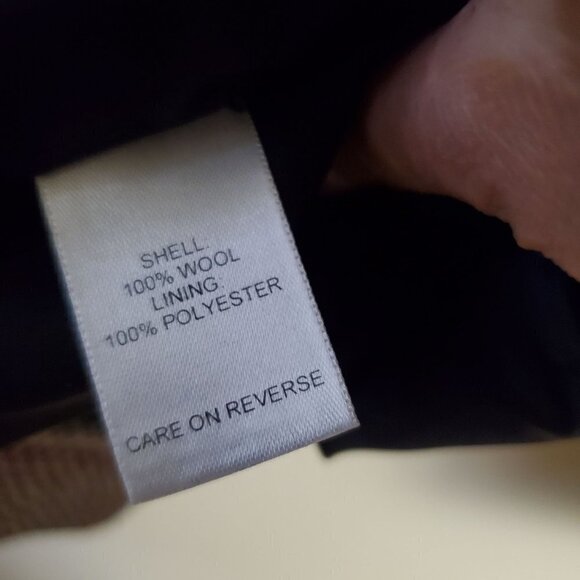 SHELL:
100% WOOL
LINING:
100% POLYESTER
CARE ON REVERSE